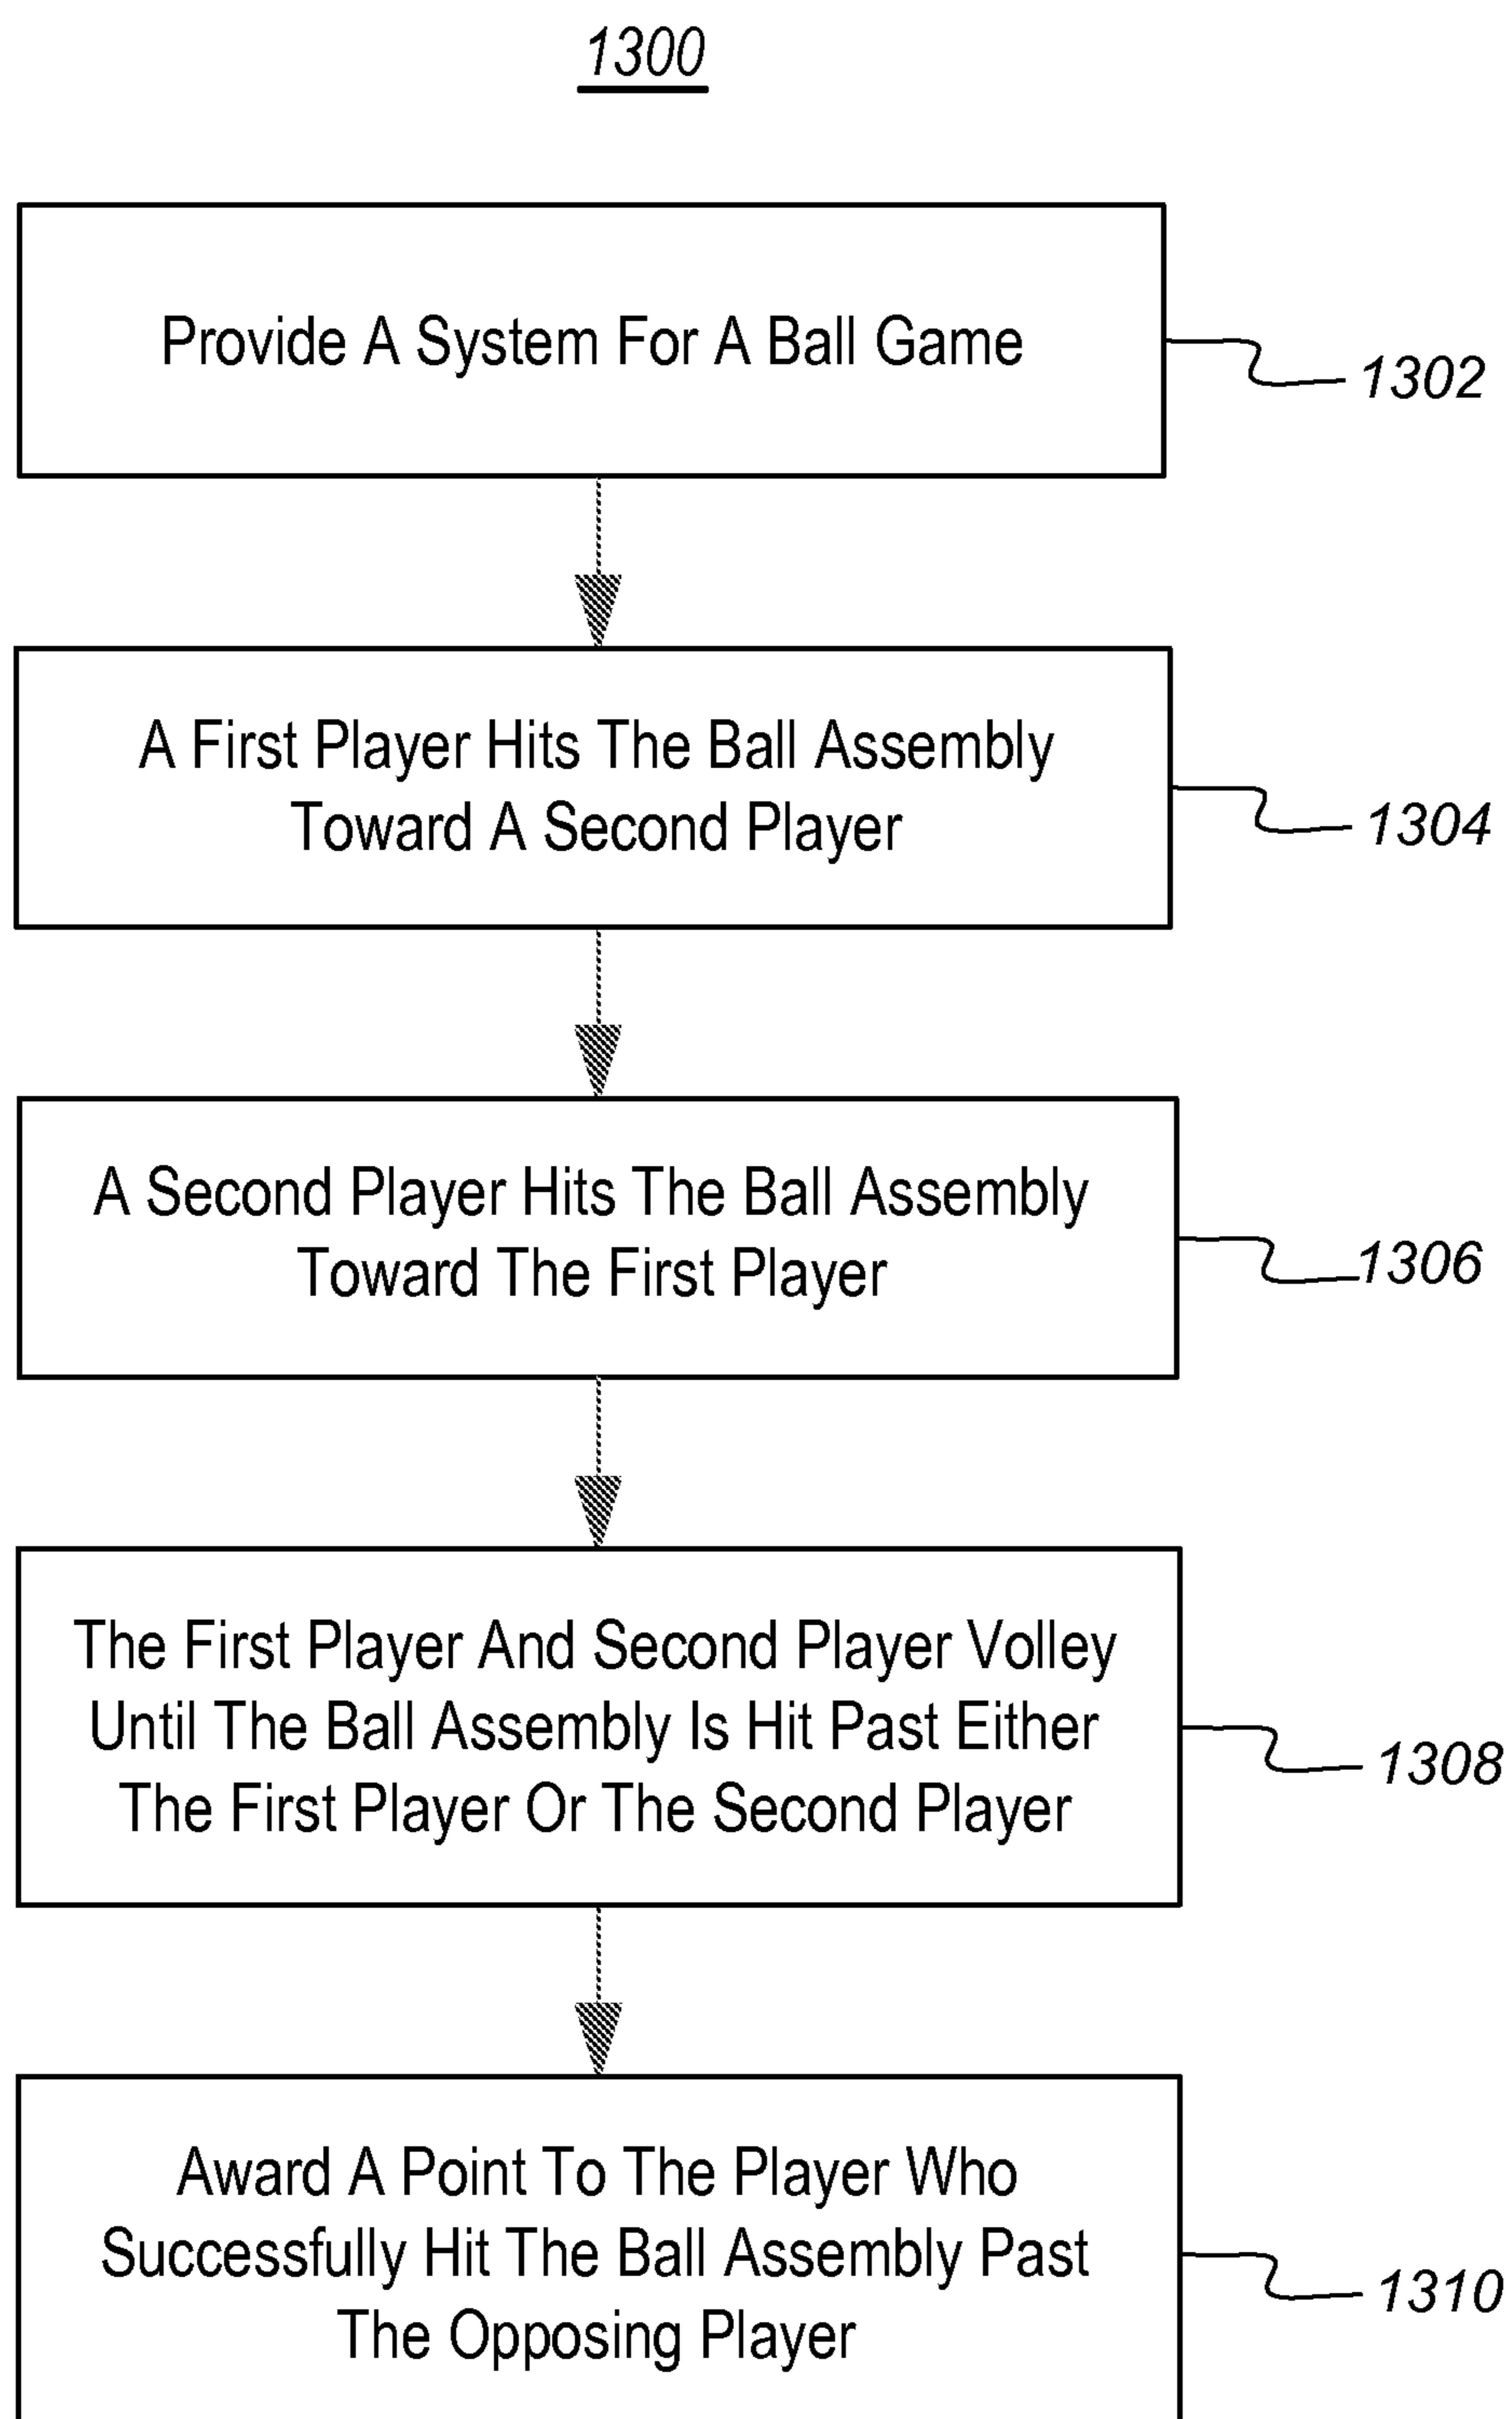 1300
Provide A System For A Ball Game
1302
A First Player Hits The Ball Assembly
Toward A Second Player
1304
A Second Player Hits The Ball Assembly
Toward The First Player
1306
The First Player And Second Player Volley
Until The Ball Assembly Is Hit Past Either
The First Player Or The Second Player
1308
Award A Point To The Player Who
Successfully Hit The Ball Assembly Past
The Opposing Player
1310